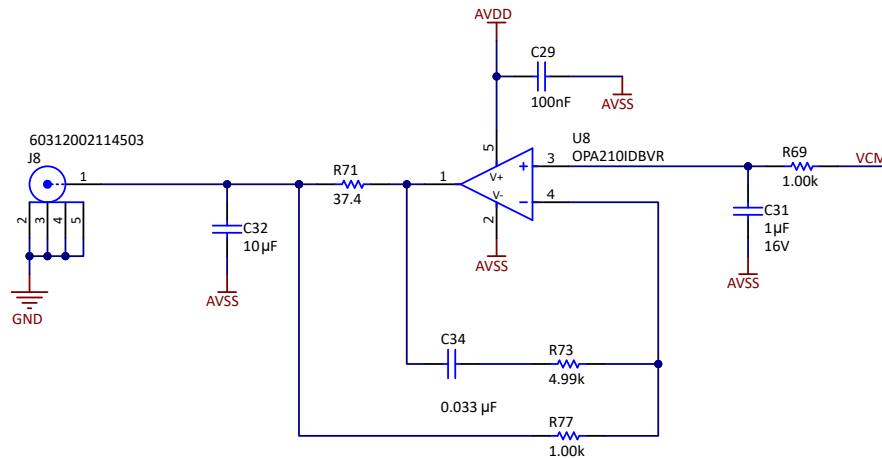 AVDD
C29
100nF
AVSS
60312002114503
J8
1
2
3
4
5
R71
37.4
1
5
V+
V-
2
AVSS
3
4
U8
OPA210IDBVR
R69
1.00k
VCM
C32
10µF
AVSS
C31
1µF
16V
AVSS
GND
C34
0.033 µF
R73
4.99k
R77
1.00k